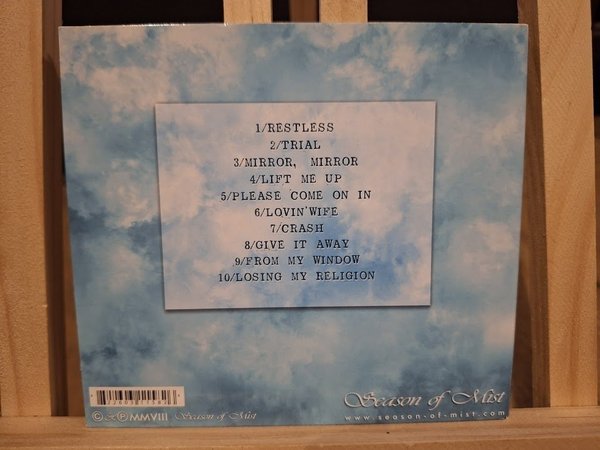 1/RESTLESS
2/TRIAL
3/MIRROR, MIRROR
4/LIFT ME UP
5/PLEASE COME ON IN
6/LOVIN'WIFE
7/CRASH
8/GIVE IT AWAY
9/FROM MY WINDOW
10/LOSING MY RELIGION
Season of Mist
www.season-of-mist.com
©&℗MMVIII Season of Mist